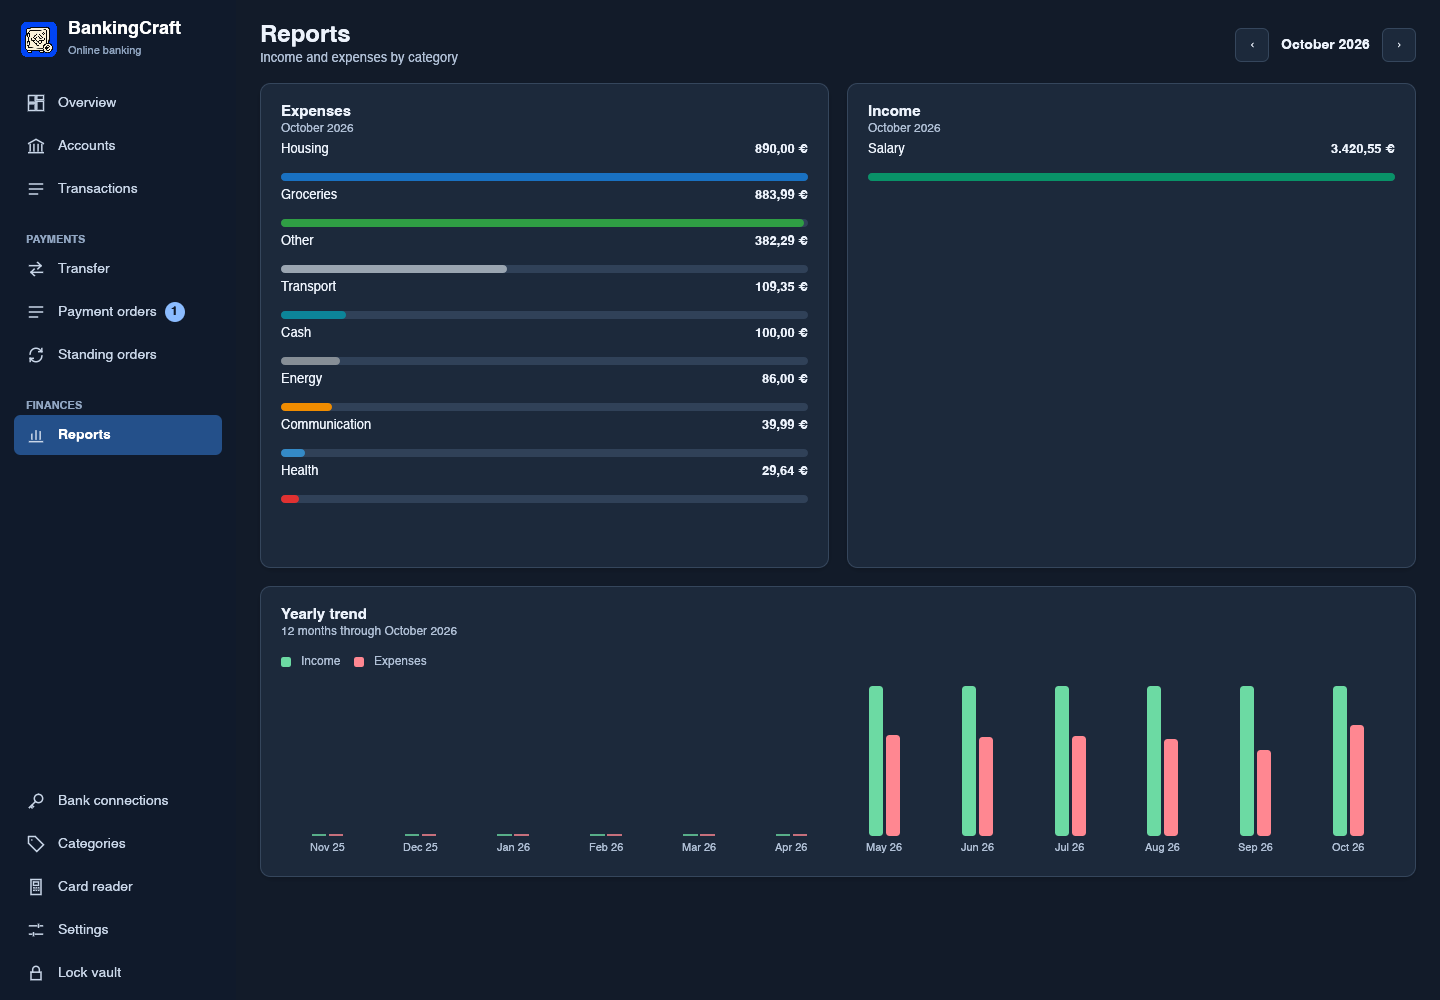 BankingCraft
Online banking
Overview
Accounts
Transactions
PAYMENTS
Transfer
Payment orders 1
Standing orders
FINANCES
Reports
Bank connections
Categories
Card reader
Settings
Lock vault
Reports
Income and expenses by category
‹ October 2026 ›
Expenses
October 2026
Housing 890,00 €
Groceries 883,99 €
Other 382,29 €
Transport 109,35 €
Cash 100,00 €
Energy 86,00 €
Communication 39,99 €
Health 29,64 €
Income
October 2026
Salary 3.420,55 €
Yearly trend
12 months through October 2026
Income Expenses
Nov 25 Dec 25 Jan 26 Feb 26 Mar 26 Apr 26 May 26 Jun 26 Jul 26 Aug 26 Sep 26 Oct 26